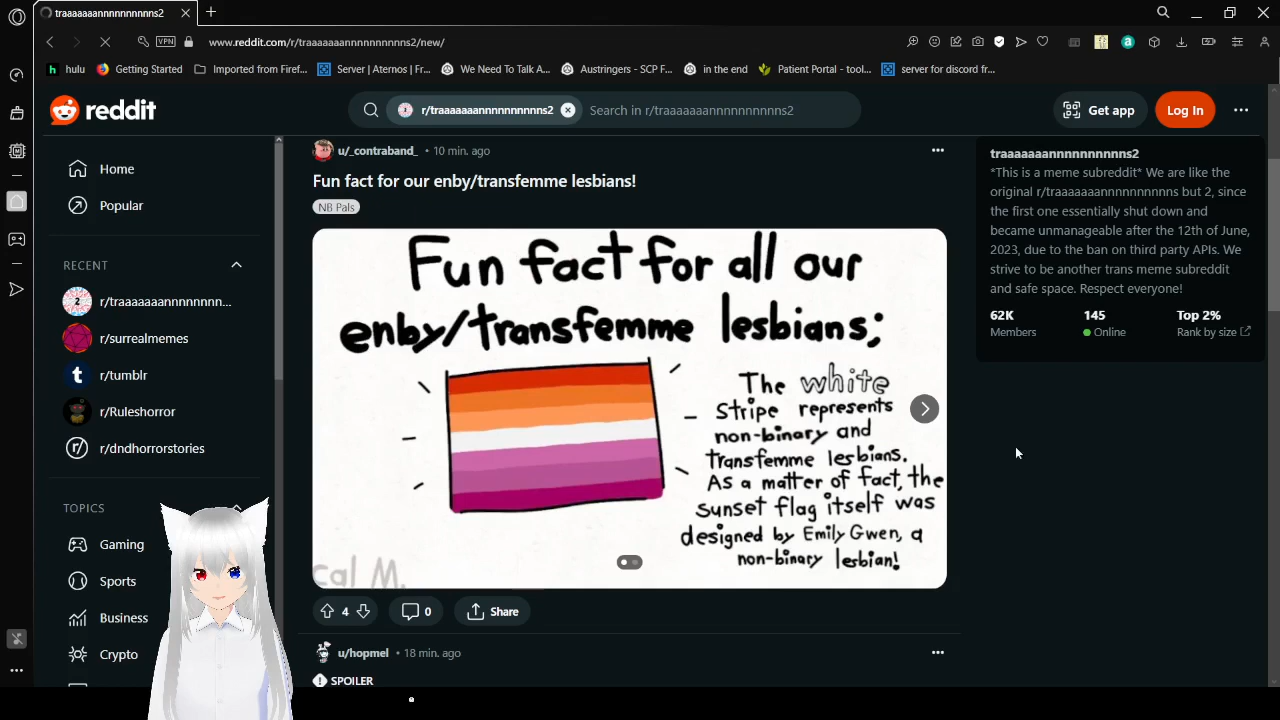 traaaaaaannnnnnnnnns2
VPN
www.reddit.com/r/traaaaaaannnnnnnnnns2/new/
hulu
Getting Started
Imported from Firef...
Server | Aternos | Fr...
We Need To Talk A...
Austringers - SCP F...
in the end
Patient Portal - tool...
server for discord fr...
reddit
r/traaaaaaannnnnnnnnns2
Search in r/traaaaaaannnnnnnnnns2
Get app
Log In
Home
Popular
RECENT
r/traaaaaaannnnnnn...
r/surrealmemes
r/tumblr
r/Ruleshorror
r/dndhorrorstories
TOPICS
Gaming
Sports
Business
Crypto
u/_contraband_ • 10 min. ago
Fun fact for our enby/transfemme lesbians!
NB Pals
Fun fact for all our
enby/transfemme lesbians;
The white
stripe represents
non-binary and
transfemme lesbians.
As a matter of fact, the
sunset flag itself was
designed by Emily Gwen, a
non-binary lesbian!
cal M.
4
0
Share
u/hopmel • 18 min. ago
SPOILER
traaaaaaannnnnnnnnns2
*This is a meme subreddit* We are like the
original r/traaaaaaannnnnnnnnns but 2, since
the first one essentially shut down and
became unmanageable after the 12th of June,
2023, due to the ban on third party APIs. We
strive to be another trans meme subreddit
and safe space. Respect everyone!
62K
Members
145
Online
Top 2%
Rank by size